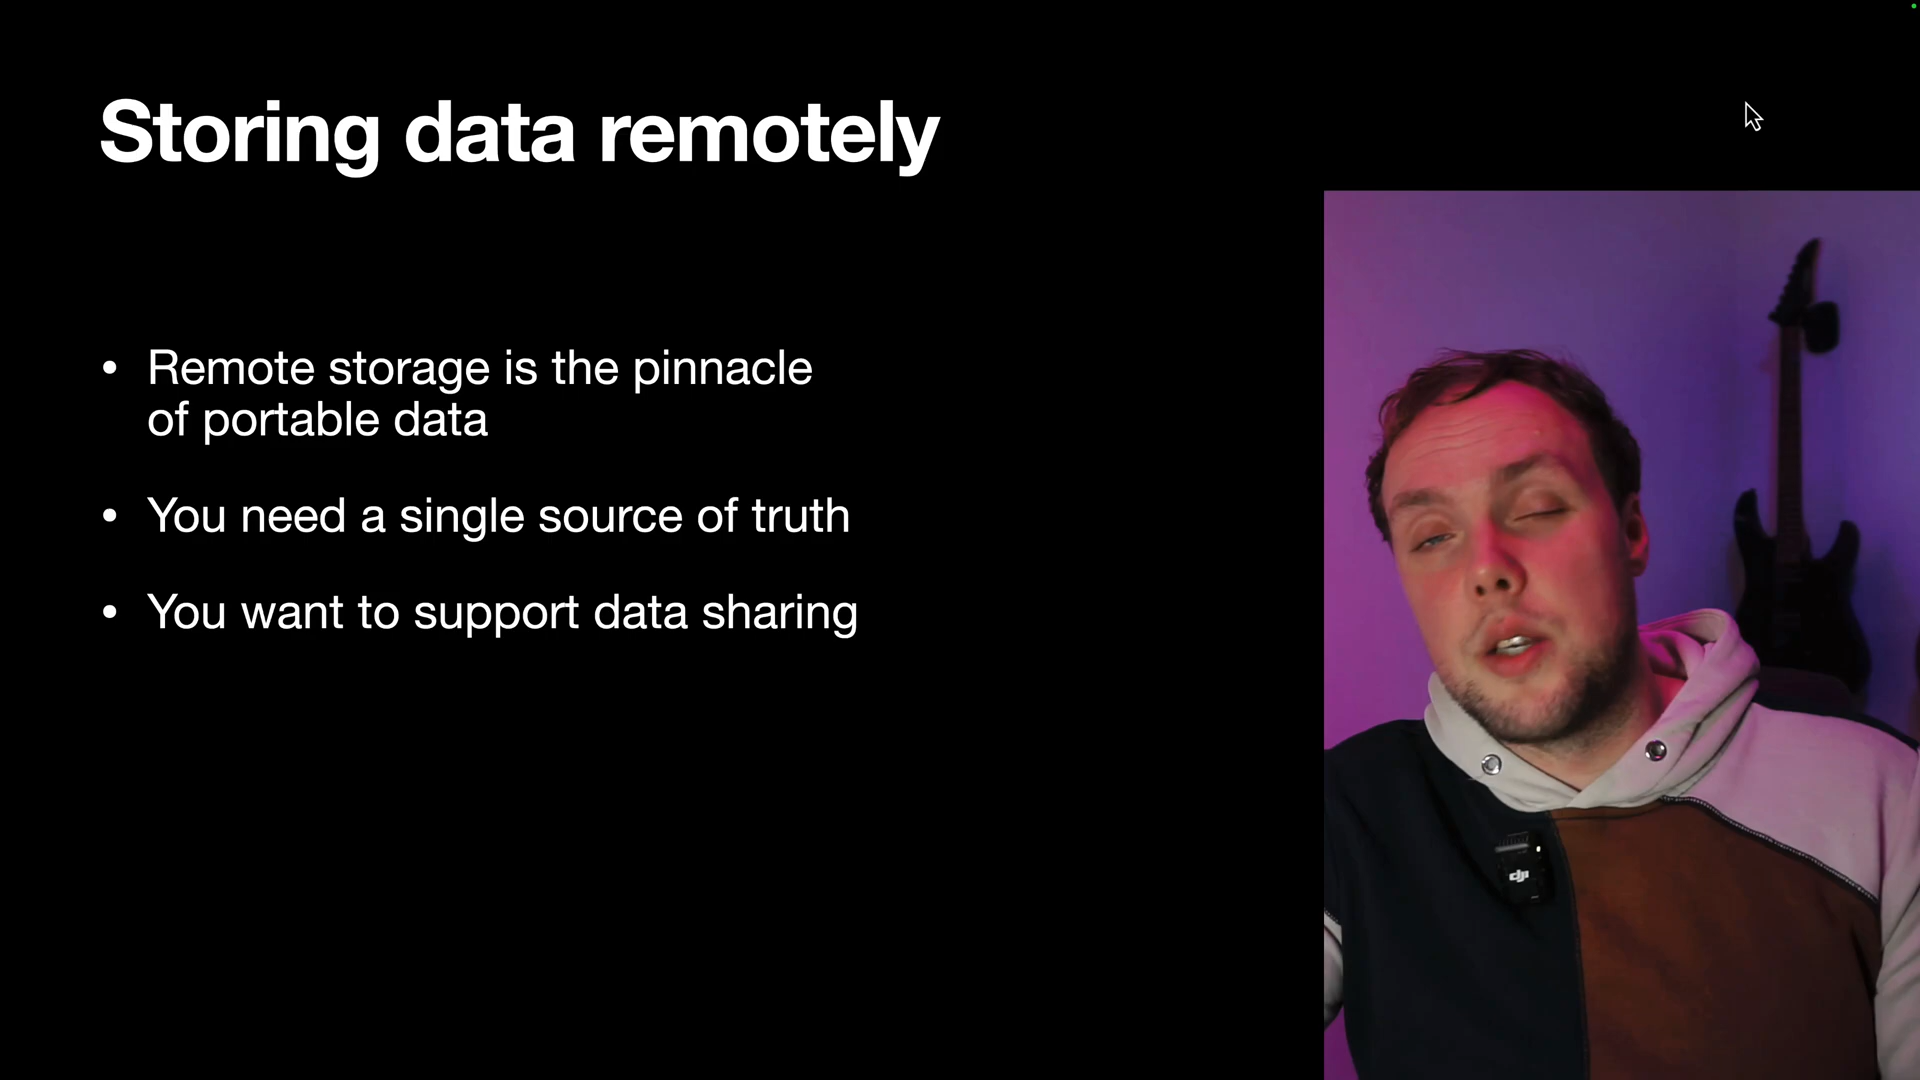 Storing data remotely
• Remote storage is the pinnacle
of portable data
• You need a single source of truth
• You want to support data sharing
dji